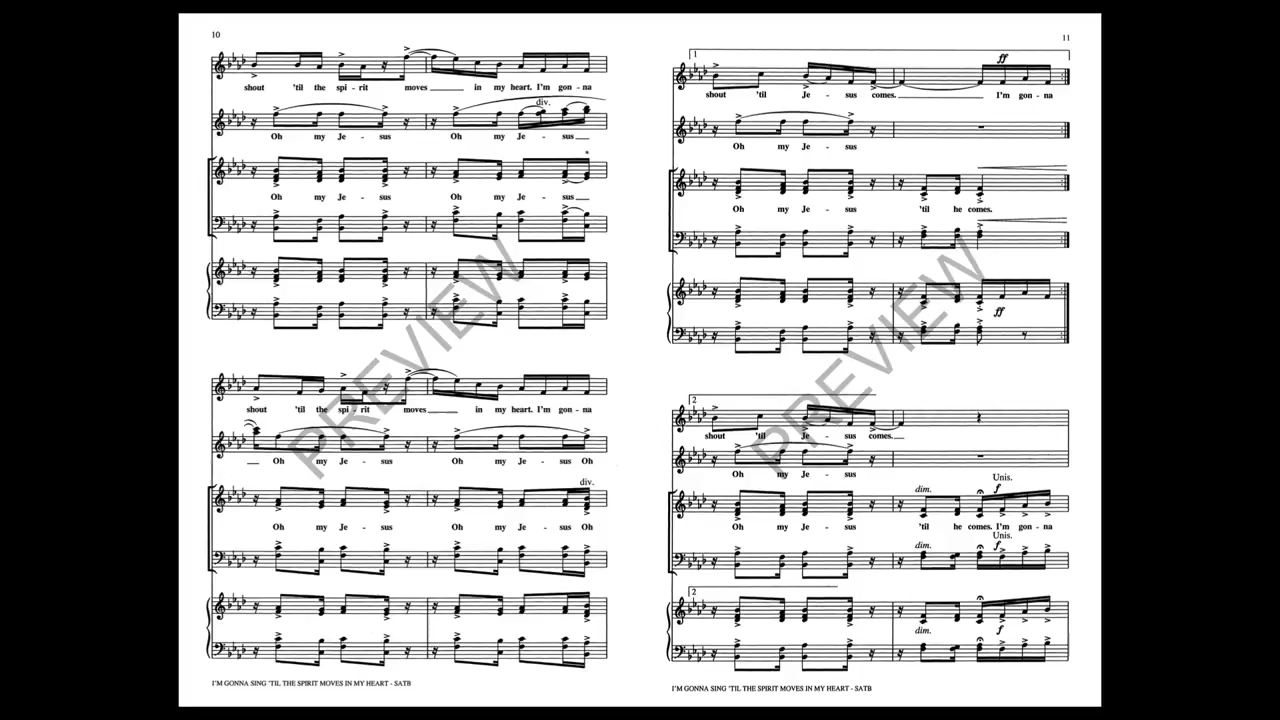 10
shout 'til the spi - rit moves in my heart. I'm gon - na
div.
Oh my Je - sus Oh my Je - sus
Oh my Je - sus Oh my Je - sus
shout 'til the spi - rit moves in my heart. I'm gon - na
Oh my Je - sus Oh my Je - sus Oh
div.
Oh my Je - sus Oh my Je - sus Oh
I'M GONNA SING 'TIL THE SPIRIT MOVES IN MY HEART - SATB
PREVIEW
11
1
ff
shout 'til Je - sus comes. I'm gon - na
Oh my Je - sus
Oh my Je - sus 'til he comes.
ff
2
shout 'til Je - sus comes.
Oh my Je - sus
Unis.
dim. f
Oh my Je - sus 'til he comes. I'm gon - na
Unis.
dim. f
2
dim. f
I'M GONNA SING 'TIL THE SPIRIT MOVES IN MY HEART - SATB
PREVIEW